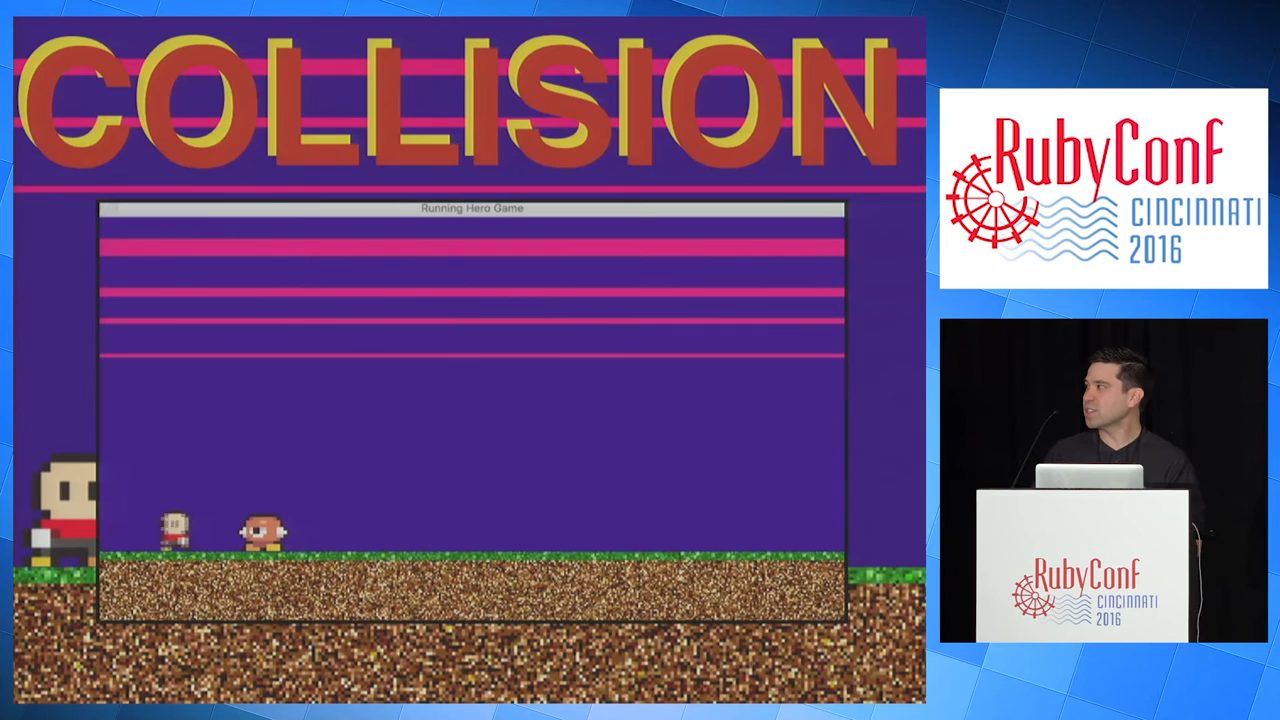 COLLISION
Running Hero Game
RubyConf
CINCINNATI
2016
RubyConf
CINCINNATI
2016